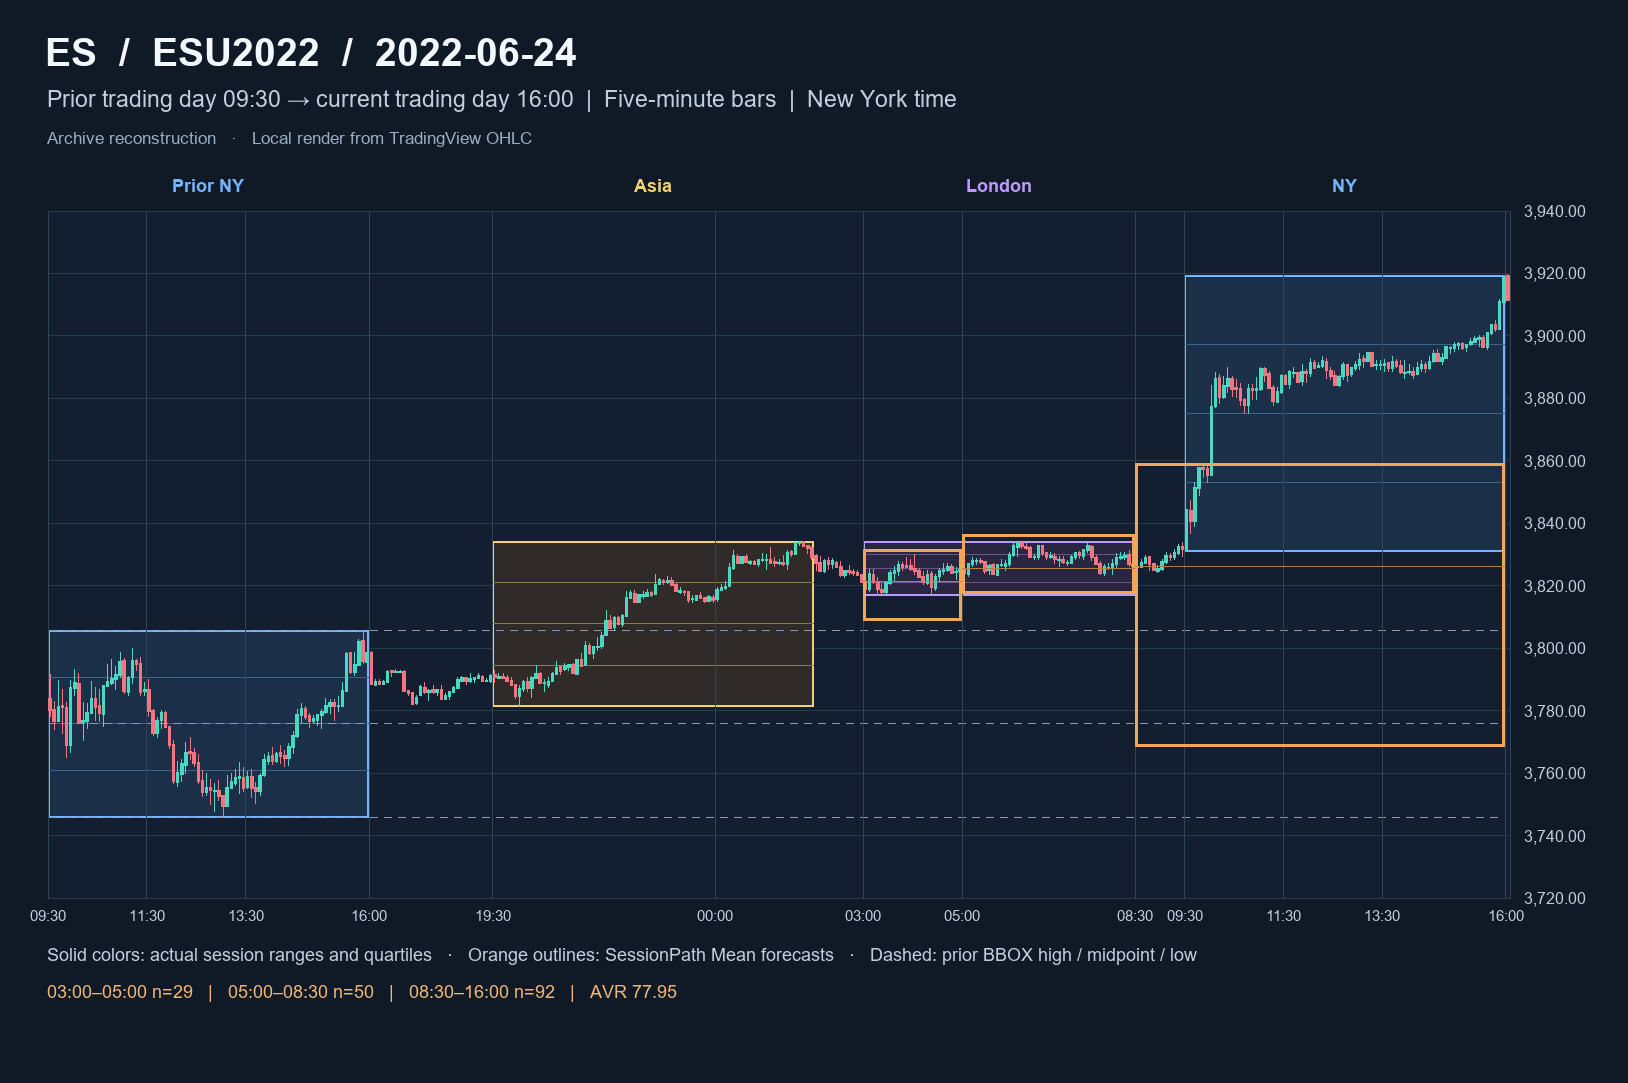 ES / ESU2022 / 2022-06-24
Prior trading day 09:30 → current trading day 16:00 | Five-minute bars | New York time
Archive reconstruction · Local render from TradingView OHLC
Prior NY Asia London NY
3,940.00
3,920.00
3,900.00
3,880.00
3,860.00
3,840.00
3,820.00
3,800.00
3,780.00
3,760.00
3,740.00
3,720.00
09:30 11:30 13:30 16:00 19:30 00:00 03:00 05:00 08:30 09:30 11:30 13:30 16:00
Solid colors: actual session ranges and quartiles · Orange outlines: SessionPath Mean forecasts · Dashed: prior BBOX high / midpoint / low
03:00–05:00 n=29 | 05:00–08:30 n=50 | 08:30–16:00 n=92 | AVR 77.95